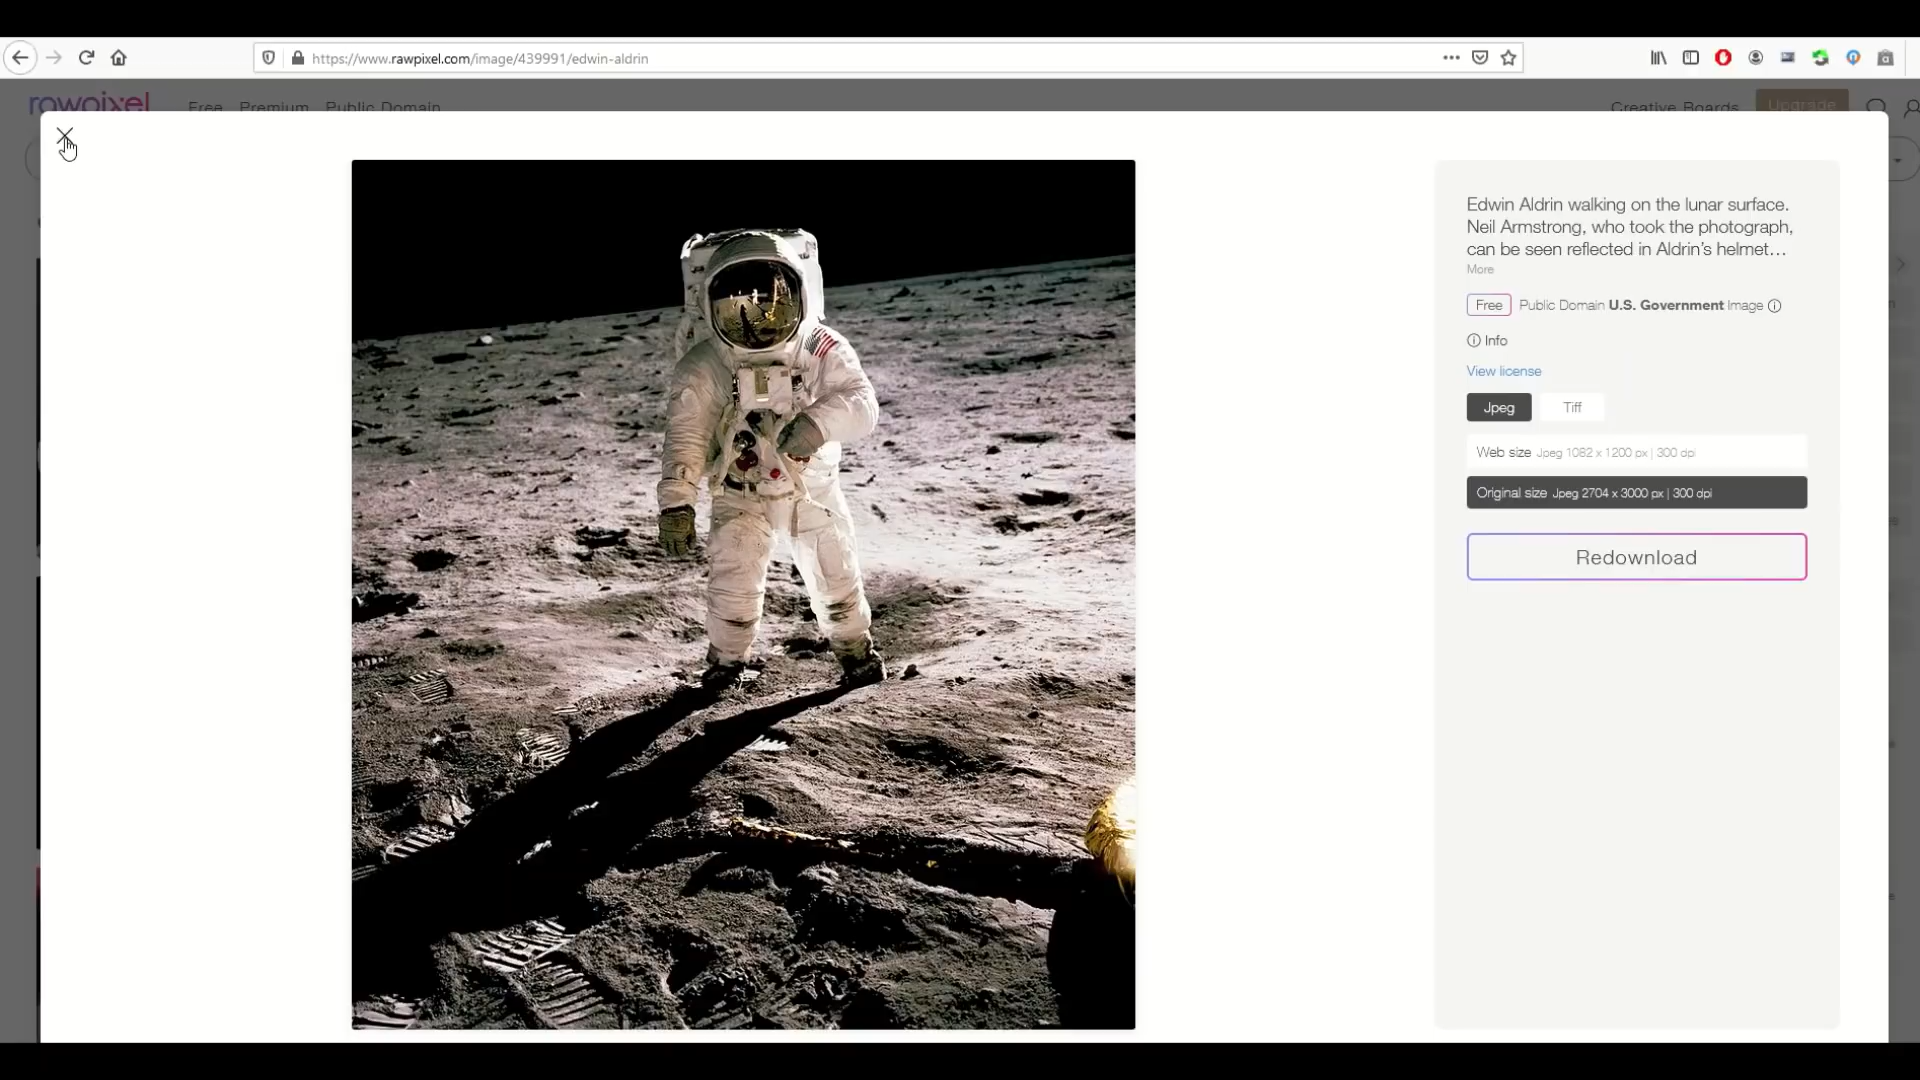 https://www.rawpixel.com/image/439991/edwin-aldrin
rawpixel
Free Premium Public Domain
Creative Boards
Upgrade
Edwin Aldrin walking on the lunar surface.
Neil Armstrong, who took the photograph,
can be seen reflected in Aldrin's helmet…
More
Free Public Domain U.S. Government Image
Info
View license
Jpeg Tiff
Web size Jpeg 1082 x 1200 px | 300 dpi
Original size Jpeg 2704 x 3000 px | 300 dpi
Redownload